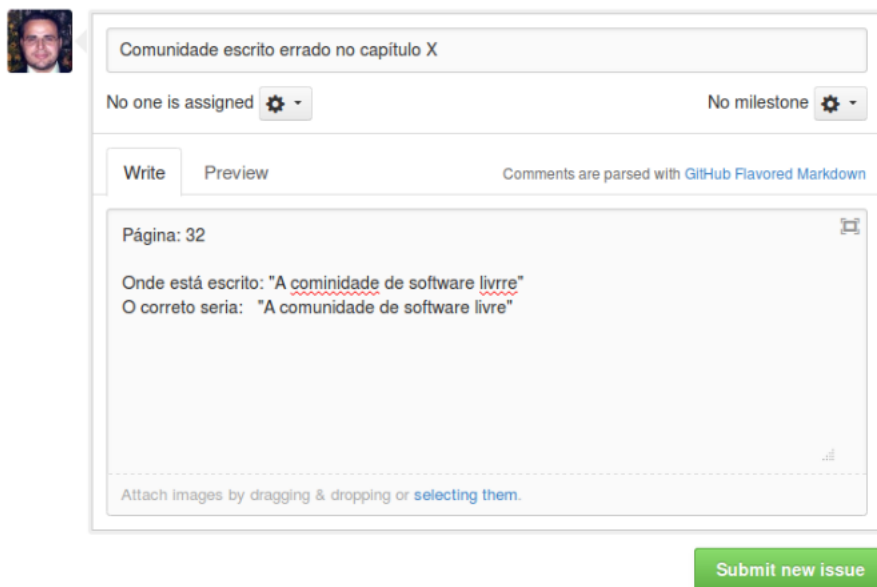 Comunidade escrito errado no capítulo X
No one is assigned
No milestone
Write Preview Comments are parsed with GitHub Flavored Markdown
Página: 32
Onde está escrito: "A cominidade de software livrre"
O correto seria: "A comunidade de software livre"
Attach images by dragging & dropping or selecting them.
Submit new issue